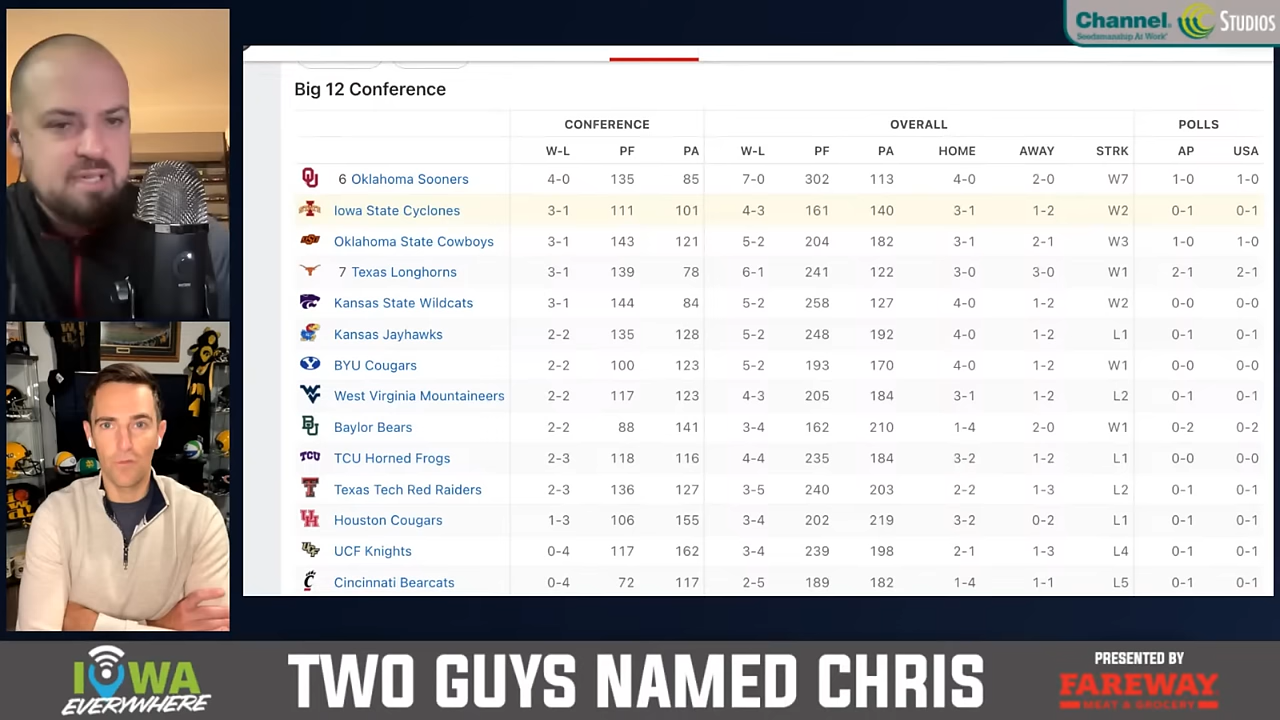 Channel. STUDIOS
Seedsmanship At Work®
Big 12 Conference
CONFERENCE OVERALL POLLS
W-L PF PA W-L PF PA HOME AWAY STRK AP USA
6 Oklahoma Sooners 4-0 135 85 7-0 302 113 4-0 2-0 W7 1-0 1-0
Iowa State Cyclones 3-1 111 101 4-3 161 140 3-1 1-2 W2 0-1 0-1
Oklahoma State Cowboys 3-1 143 121 5-2 204 182 3-1 2-1 W3 1-0 1-0
7 Texas Longhorns 3-1 139 78 6-1 241 122 3-0 3-0 W1 2-1 2-1
Kansas State Wildcats 3-1 144 84 5-2 258 127 4-0 1-2 W2 0-0 0-0
Kansas Jayhawks 2-2 135 128 5-2 248 192 4-0 1-2 L1 0-1 0-1
BYU Cougars 2-2 100 123 5-2 193 170 4-0 1-2 W1 0-0 0-0
West Virginia Mountaineers 2-2 117 123 4-3 205 184 3-1 1-2 L2 0-1 0-1
Baylor Bears 2-2 88 141 3-4 162 210 1-4 2-0 W1 0-2 0-2
TCU TCU Horned Frogs 2-3 118 116 4-4 235 184 3-2 1-2 L1 0-0 0-0
Texas Tech Red Raiders 2-3 136 127 3-5 240 203 2-2 1-3 L2 0-1 0-1
Houston Cougars 1-3 106 155 3-4 202 219 3-2 0-2 L1 0-1 0-1
UCF Knights 0-4 117 162 3-4 239 198 2-1 1-3 L4 0-1 0-1
Cincinnati Bearcats 0-4 72 117 2-5 189 182 1-4 1-1 L5 0-1 0-1
IOWA
EVERYWHERE
TWO GUYS NAMED CHRIS
PRESENTED BY
FAREWAY
MEAT & GROCERY